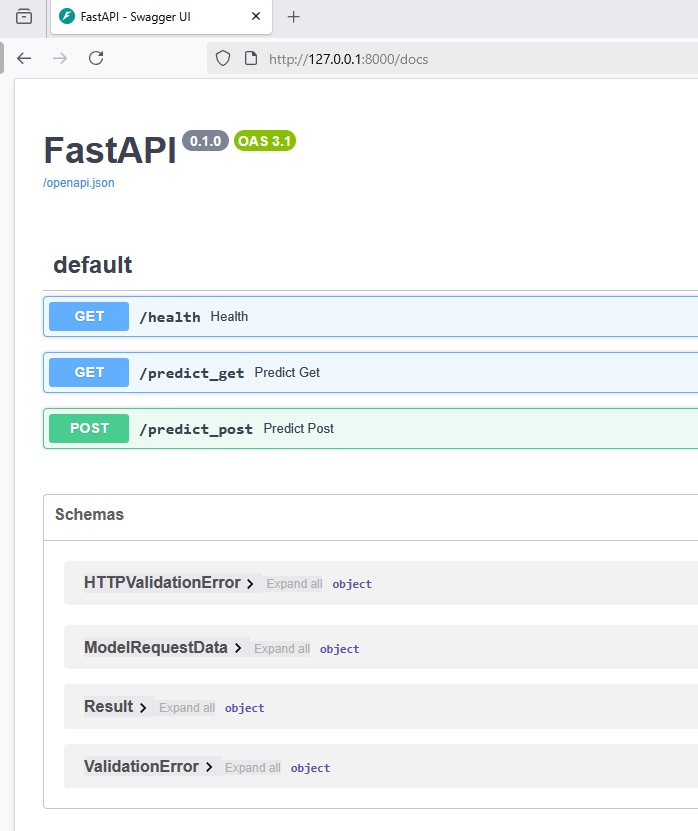 FastAPI - Swagger UI
http://127.0.0.1:8000/docs
FastAPI 0.1.0 OAS 3.1
/openapi.json
default
GET /health Health
GET /predict_get Predict Get
POST /predict_post Predict Post
Schemas
HTTPValidationError Expand all object
ModelRequestData Expand all object
Result Expand all object
ValidationError Expand all object